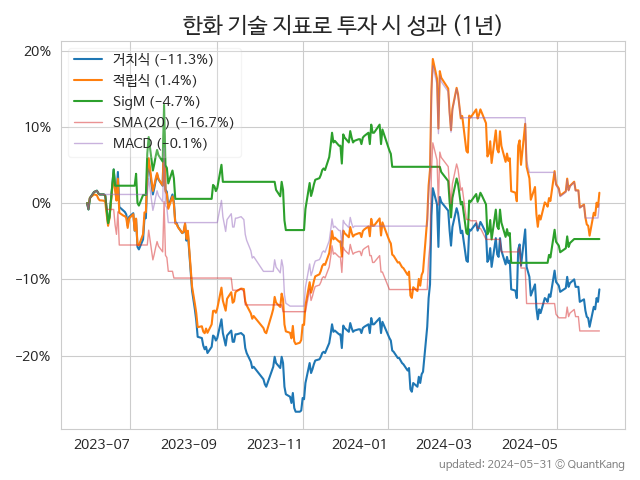 한화 기술 지표로 투자 시 성과 (1년)
거치식 (−11.3%)
적립식 (1.4%)
SigM (−4.7%)
SMA(20) (−16.7%)
MACD (−0.1%)
20%
10%
0%
−10%
−20%
2023-07
2023-09
2023-11
2024-01
2024-03
2024-05
updated: 2024-05-31 © QuantKang